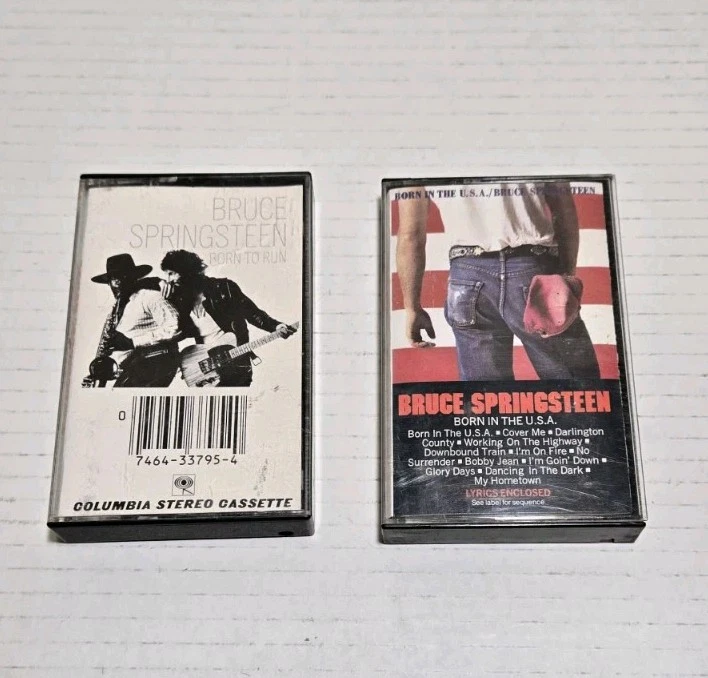 BRUCE
SPRINGSTEEN
BORN TO RUN
0
7464-33795-4
COLUMBIA STEREO CASSETTE
BORN IN THE U.S.A./BRUCE SPRINGSTEEN
BRUCE SPRINGSTEEN
BORN IN THE U.S.A.
Born In The U.S.A. ■ Cover Me ■ Darlington
County ■ Working On The Highway ■
Downbound Train ■ I'm On Fire ■ No
Surrender ■ Bobby Jean ■ I'm Goin' Down ■
Glory Days ■ Dancing In The Dark ■
My Hometown
LYRICS ENCLOSED
See label for sequence